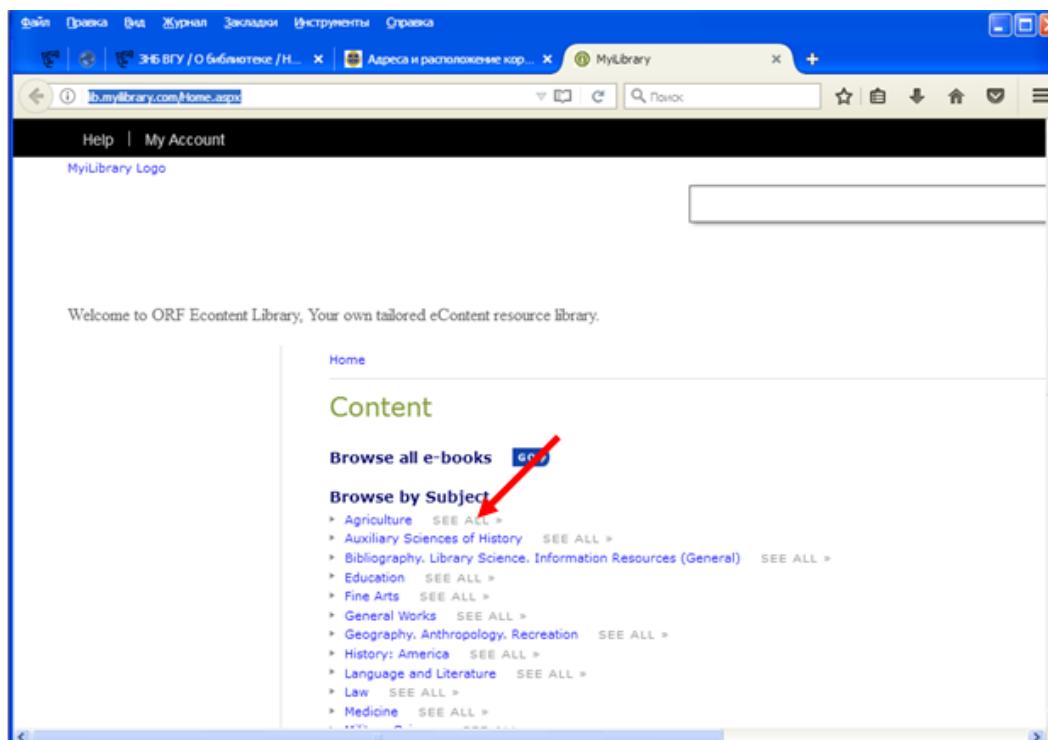 Файл Правка Вид Журнал Закладки Инструменты Справка
ЗНБ ВГУ / О библиотеке / Н... Адреса и расположение кор... MyiLibrary
lib.myilibrary.com/Home.aspx Поиск
Help | My Account
MyiLibrary Logo
Welcome to ORF Econtent Library, Your own tailored eContent resource library.
Home
Content
Browse all e-books GO
Browse by Subject
Agriculture SEE ALL »
Auxiliary Sciences of History SEE ALL »
Bibliography. Library Science. Information Resources (General) SEE ALL »
Education SEE ALL »
Fine Arts SEE ALL »
General Works SEE ALL »
Geography. Anthropology. Recreation SEE ALL »
History: America SEE ALL »
Language and Literature SEE ALL »
Law SEE ALL »
Medicine SEE ALL »